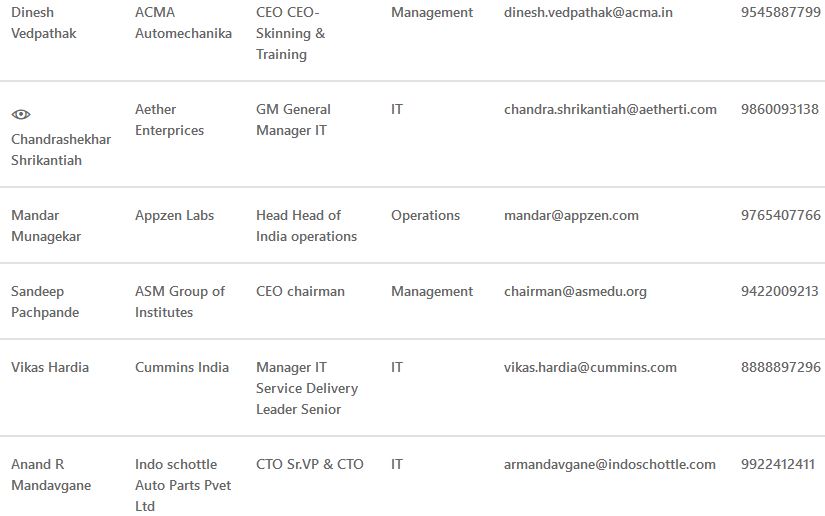 Dinesh Vedpathak ACMA Automechanika CEO CEO- Skinning & Training Management dinesh.vedpathak@acma.in 9545887799
Chandrashekhar Shrikantiah Aether Enterprices GM General Manager IT IT chandra.shrikantiah@aetherti.com 9860093138
Mandar Munagekar Appzen Labs Head Head of India operations Operations mandar@appzen.com 9765407766
Sandeep Pachpande ASM Group of Institutes CEO chairman Management chairman@asmedu.org 9422009213
Vikas Hardia Cummins India Manager IT Service Delivery Leader Senior IT vikas.hardia@cummins.com 8888897296
Anand R Mandavgane Indo schottle Auto Parts Pvet Ltd CTO Sr.VP & CTO IT armandavgane@indoschottle.com 9922412411